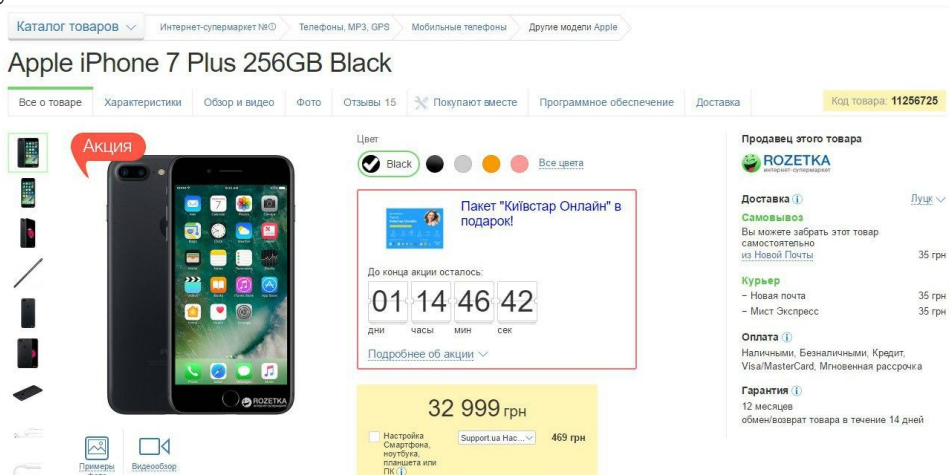 Каталог товаров
Интернет-супермаркет №①
Телефоны, MP3, GPS
Мобильные телефоны
Другие модели Apple
Apple iPhone 7 Plus 256GB Black
Все о товаре
Характеристики
Обзор и видео
Фото
Отзывы 15
Покупают вместе
Программное обеспечение
Доставка
Код товара: 11256725
Акция
Цвет
Black
Все цвета
Пакет "Київстар Онлайн" в
подарок!
До конца акции осталось:
01 14 46 42
дни часы мин сек
Подробнее об акции
32 999 грн
Настройка
Смартфона,
ноутбука,
планшета или
ПК
Support.ua Нас...
469 грн
ROZETKA
Примеры
фото
Видеообзор
Продавец этого товара
ROZETKA
интернет-супермаркет
Доставка
Луцк
Самовывоз
Вы можете забрать этот товар
самостоятельно
из Новой Почты 35 грн
Курьер
– Новая почта 35 грн
– Мист Экспресс 35 грн
Оплата
Наличными, Безналичными, Кредит,
Visa/MasterCard, Мгновенная рассрочка
Гарантия
12 месяцев
обмен/возврат товара в течение 14 дней